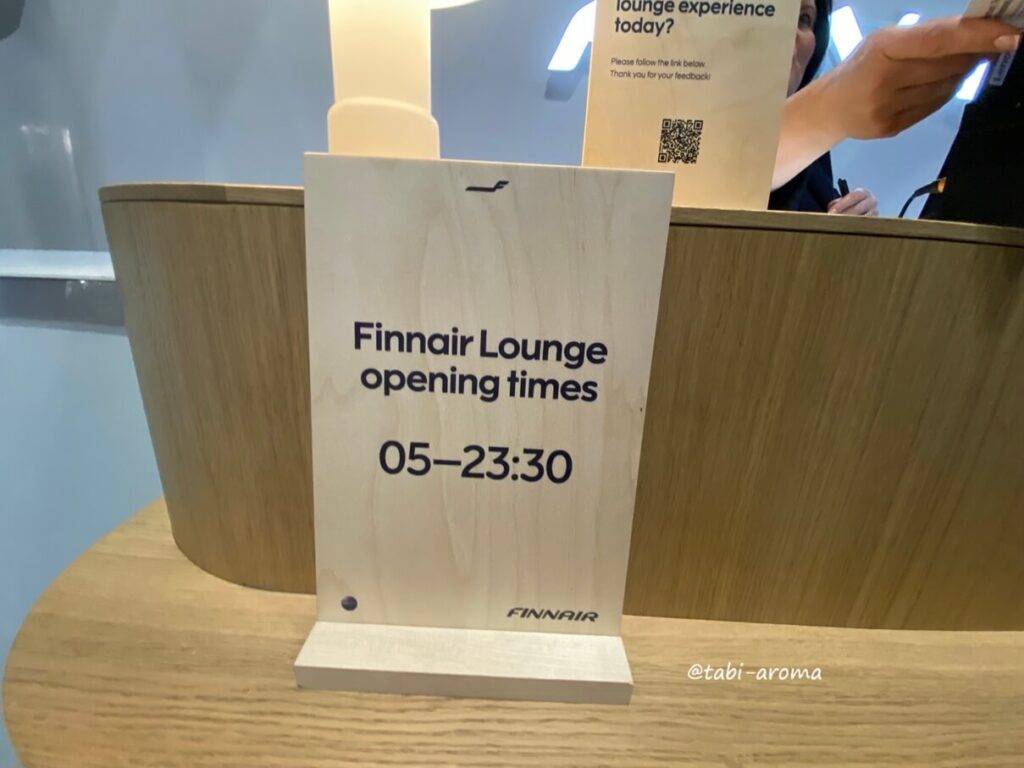 lounge experience
today?
Please follow the link below.
Thank you for your feedback!
Finnair Lounge
opening times
05–23:30
FINNAIR
@tabi-aroma